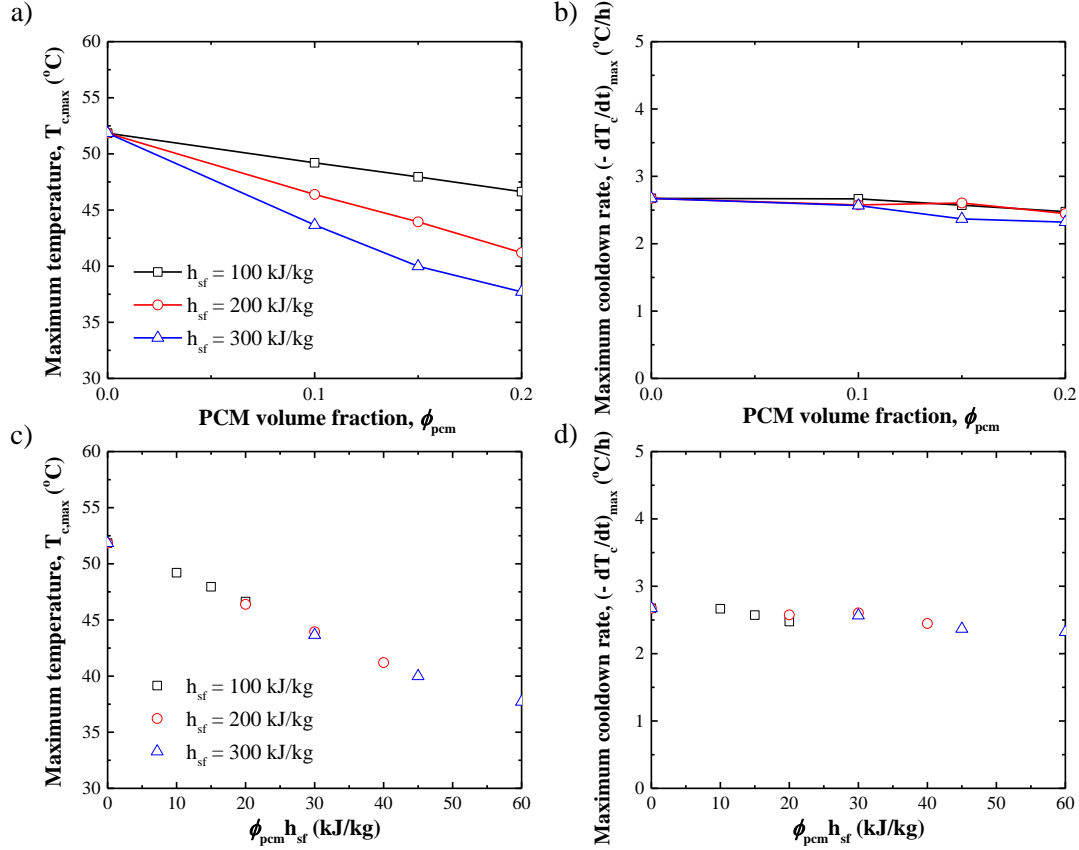 a)
Maximum temperature, T_c,max (°C)
60
55
50
45
40
35
30
h_sf = 100 kJ/kg
h_sf = 200 kJ/kg
h_sf = 300 kJ/kg
0.0
0.1
0.2
PCM volume fraction, ϕ_pcm
b)
Maximum cooldown rate, (- dT_c/dt)_max (°C/h)
5
4
3
2
1
0
0.0
0.1
0.2
PCM volume fraction, ϕ_pcm
c)
Maximum temperature, T_c,max (°C)
60
55
50
45
40
35
30
h_sf = 100 kJ/kg
h_sf = 200 kJ/kg
h_sf = 300 kJ/kg
0
10
20
30
40
50
60
ϕ_pcm h_sf (kJ/kg)
d)
Maximum cooldown rate, (- dT_c/dt)_max (°C/h)
5
4
3
2
1
0
0
10
20
30
40
50
60
ϕ_pcm h_sf (kJ/kg)